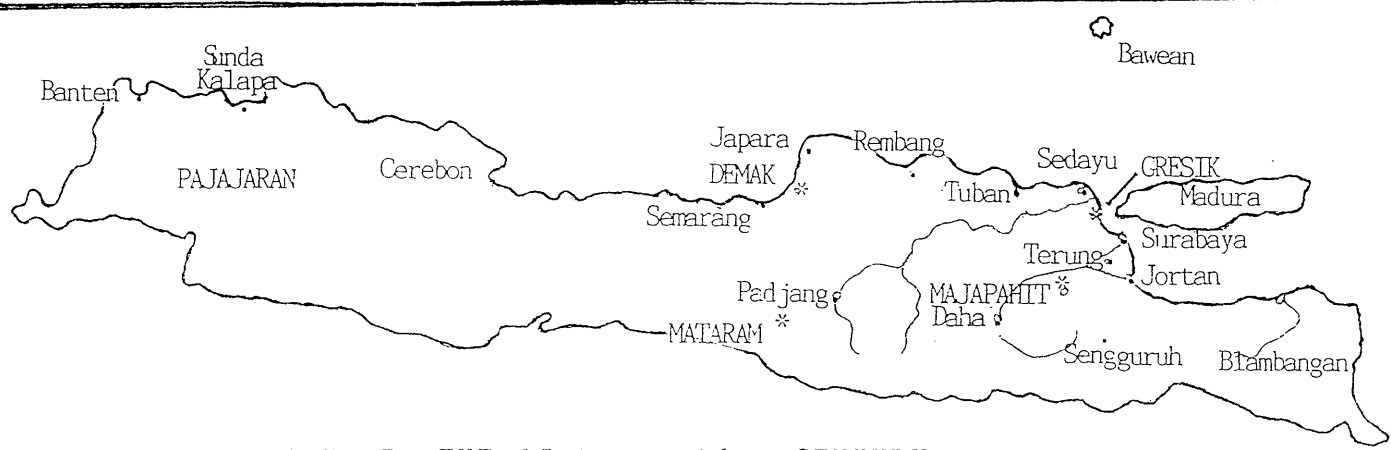 Bawean
Sunda
Kalapa
Banten
Japara
Rembang
Sedayu
GRESIK
Cerebon
PAJAJARAN
DEMAK
Tuban
Madura
Semarang
Surabaya
Terung
Jortan
Padjang
MAJAPAHIT
Daha
MATARAM
Sengguruh
Blambangan